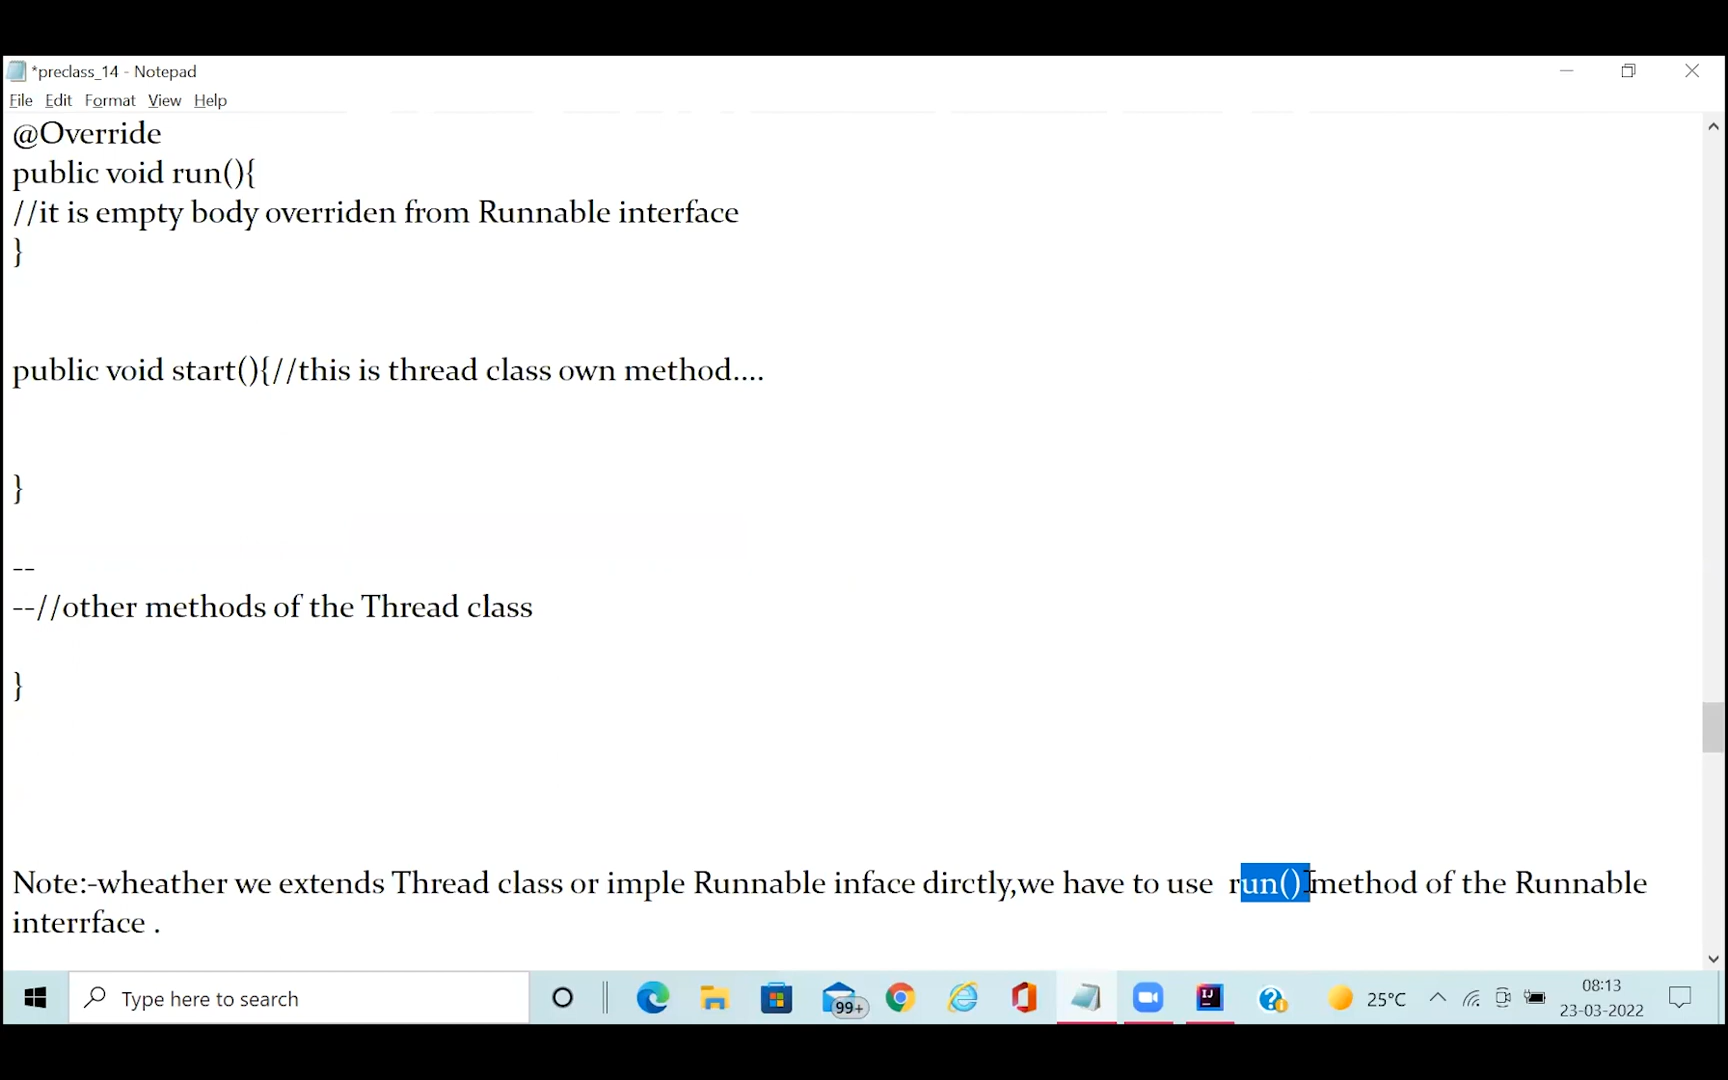 *preclass_14 - Notepad
File Edit Format View Help
@Override
public void run(){
//it is empty body overriden from Runnable interface
}
public void start(){//this is thread class own method....
}
--
--//other methods of the Thread class
}
Note:-wheather we extends Thread class or imple Runnable inface dirctly,we have to use  run() method of the Runnable
interrface .
Type here to search
99+
IJ
25°C
08:13
23-03-2022